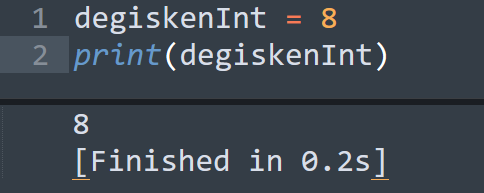 1 degiskenInt = 8
2 print(degiskenInt)
8
[Finished in 0.2s]